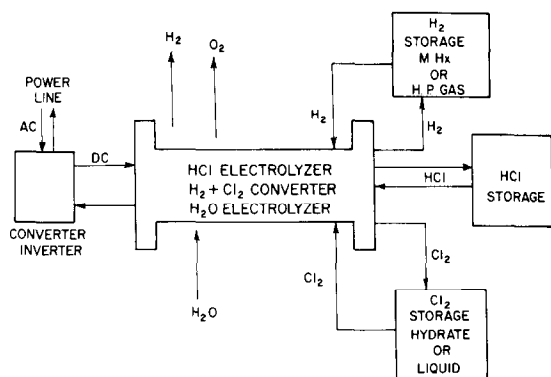 H₂
O₂
POWER
LINE
AC
DC
CONVERTER
INVERTER
HCl ELECTROLYZER
H₂ + Cl₂ CONVERTER
H₂O ELECTROLYZER
H₂O
H₂
H₂
H₂
STORAGE
M Hx
OR
H. P. GAS
HCl
HCl
STORAGE
Cl₂
Cl₂
Cl₂
STORAGE
HYDRATE
OR
LIQUID